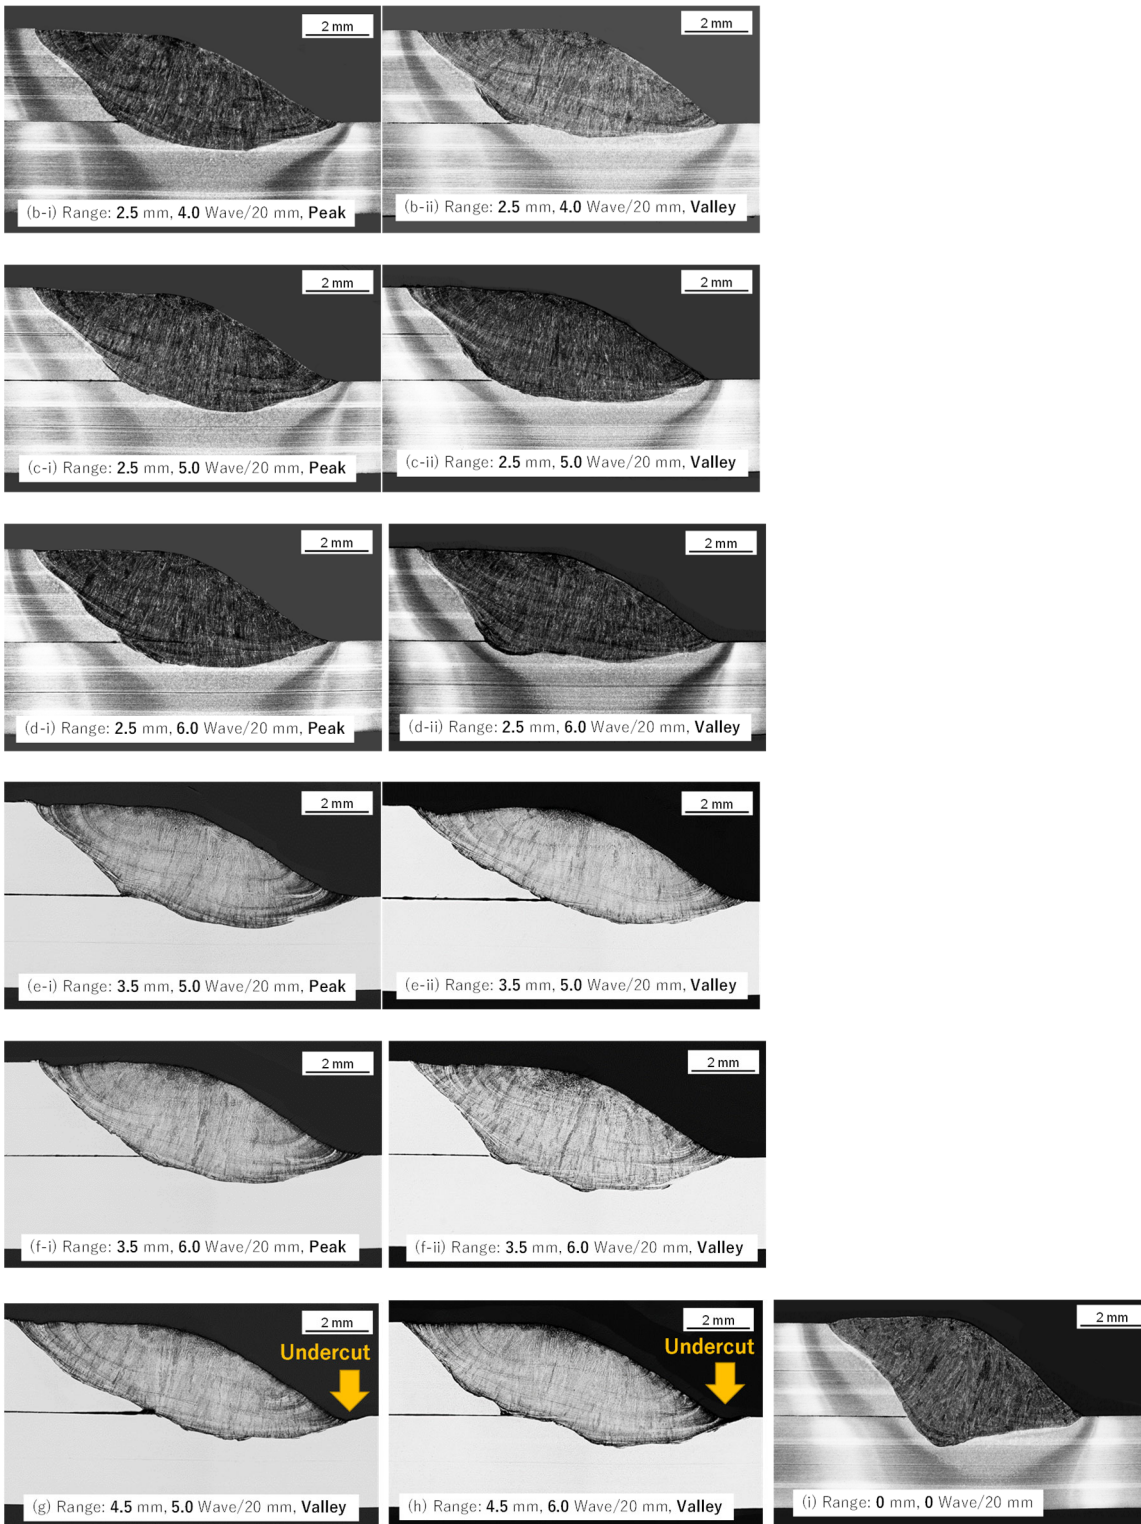 2 mm
2 mm
(b-i) Range: 2.5 mm, 4.0 Wave/20 mm, Peak
(b-ii) Range: 2.5 mm, 4.0 Wave/20 mm, Valley
2 mm
2 mm
(c-i) Range: 2.5 mm, 5.0 Wave/20 mm, Peak
(c-ii) Range: 2.5 mm, 5.0 Wave/20 mm, Valley
2 mm
2 mm
(d-i) Range: 2.5 mm, 6.0 Wave/20 mm, Peak
(d-ii) Range: 2.5 mm, 6.0 Wave/20 mm, Valley
2 mm
2 mm
(e-i) Range: 3.5 mm, 5.0 Wave/20 mm, Peak
(e-ii) Range: 3.5 mm, 5.0 Wave/20 mm, Valley
2 mm
2 mm
(f-i) Range: 3.5 mm, 6.0 Wave/20 mm, Peak
(f-ii) Range: 3.5 mm, 6.0 Wave/20 mm, Valley
2 mm
2 mm
2 mm
Undercut
Undercut
(g) Range: 4.5 mm, 5.0 Wave/20 mm, Valley
(h) Range: 4.5 mm, 6.0 Wave/20 mm, Valley
(i) Range: 0 mm, 0 Wave/20 mm